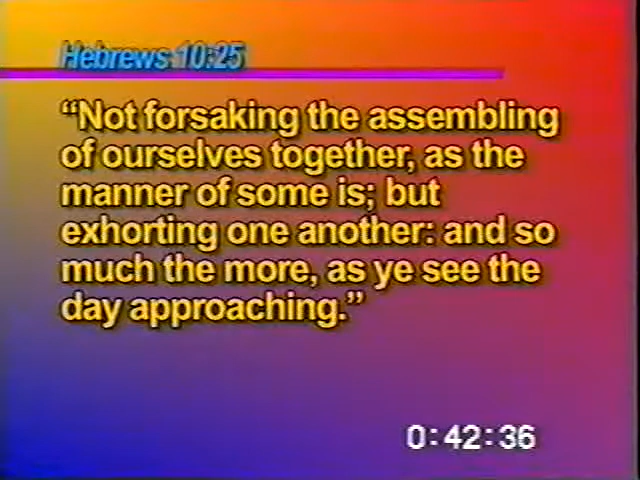 Hebrews 10:25
“Not forsaking the assembling
of ourselves together, as the
manner of some is; but
exhorting one another: and so
much the more, as ye see the
day approaching.”
0:42:36